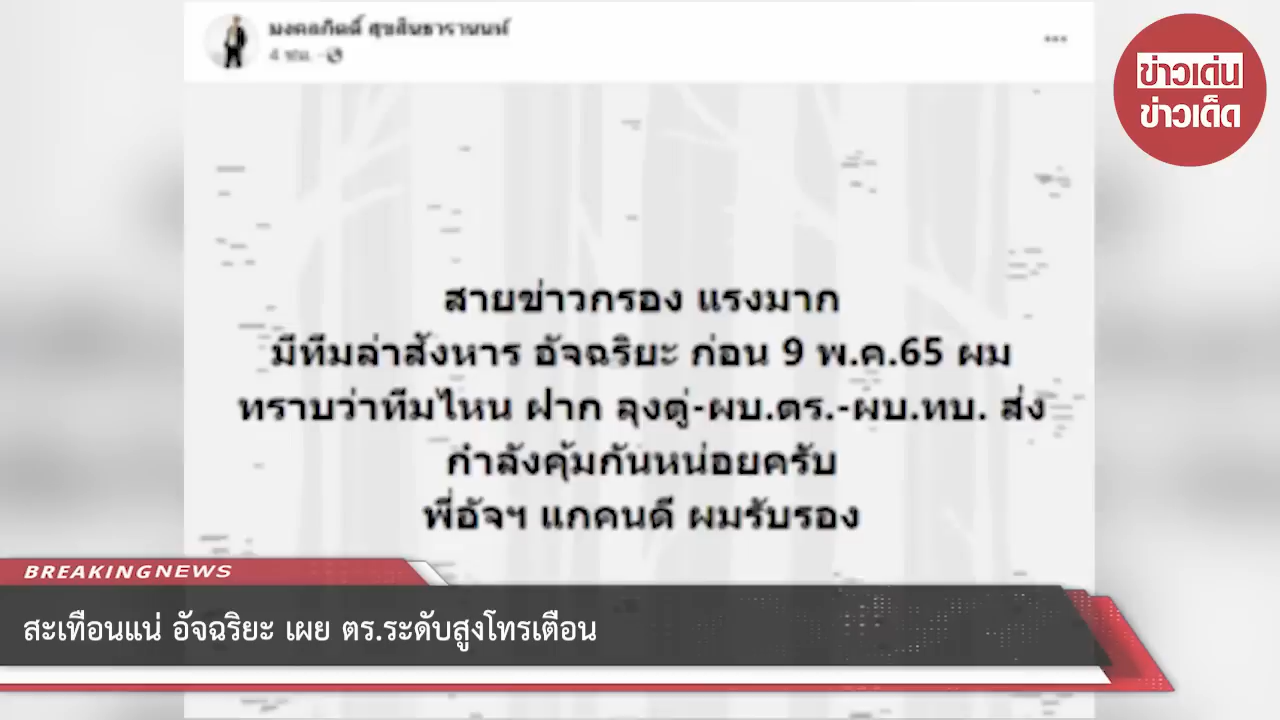 มงคลกิตติ์ สุขสินธารานนท์
4 ชม.
ข่าวเด่น
ข่าวเด็ด
สายข่าวกรอง แรงมาก
มีทีมล่าสังหาร อัจฉริยะ ก่อน 9 พ.ค.65 ผม
ทราบว่าทีมไหน ฝาก ลุงตู่-ผบ.ตร.-ผบ.ทบ. ส่ง
กำลังคุ้มกันหน่อยครับ
พี่อัจฯ แกคนดี ผมรับรอง
BREAKINGNEWS
สะเทือนแน่ อัจฉริยะ เผย ตร.ระดับสูงโทรเตือน